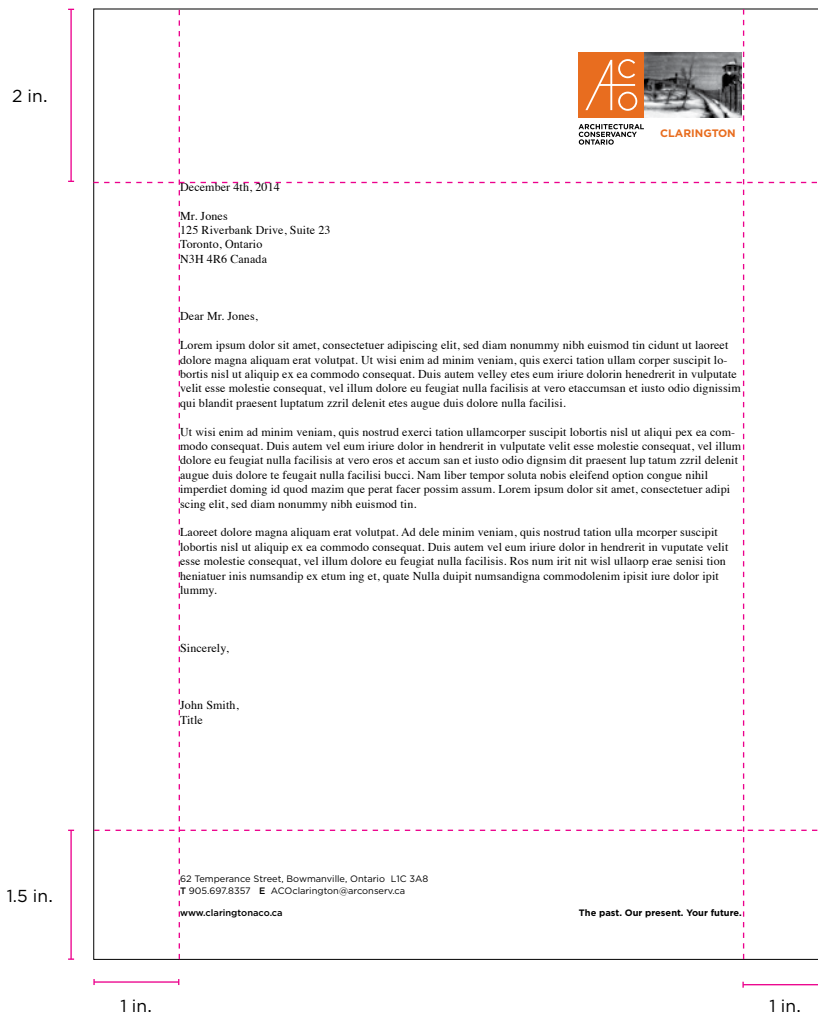 2 in.
A C O
ARCHITECTURAL
CONSERVANCY
ONTARIO
CLARINGTON
December 4th, 2014
Mr. Jones
125 Riverbank Drive, Suite 23
Toronto, Ontario
N3H 4R6 Canada
Dear Mr. Jones,
Lorem ipsum dolor sit amet, consectetuer adipiscing elit, sed diam nonummy nibh euismod tin cidunt ut laoreet
dolore magna aliquam erat volutpat. Ut wisi enim ad minim veniam, quis exerci tation ullam corper suscipit lo-
bortis nisl ut aliquip ex ea commodo consequat. Duis autem velley etes eum iriure dolorin henedrerit in vulputate
velit esse molestie consequat, vel illum dolore eu feugiat nulla facilisis at vero etaccumsan et iusto odio dignissim
qui blandit praesent luptatum zzril delenit etes augue duis dolore nulla facilisi.
Ut wisi enim ad minim veniam, quis nostrud exerci tation ullamcorper suscipit lobortis nisl ut aliqui pex ea com-
modo consequat. Duis autem vel eum iriure dolor in hendrerit in vulputate velit esse molestie consequat, vel illum
dolore eu feugiat nulla facilisis at vero eros et accum san et iusto odio dignsim dit praesent lup tatum zzril delenit
augue duis dolore te feugait nulla facilisi bucci. Nam liber tempor soluta nobis eleifend option congue nihil
imperdiet doming id quod mazim que perat facer possim assum. Lorem ipsum dolor sit amet, consectetuer adipi
scing elit, sed diam nonummy nibh euismod tin.
Laoreet dolore magna aliquam erat volutpat. Ad dele minim veniam, quis nostrud tation ulla mcorper suscipit
lobortis nisl ut aliquip ex ea commodo consequat. Duis autem vel eum iriure dolor in hendrerit in vuputate velit
esse molestie consequat, vel illum dolore eu feugiat nulla facilisis. Ros num irit nit wisl ullaorp erae senisi tion
heniatuer inis numsandip ex etum ing et, quate Nulla duipit numsandigna commodolenim ipisit iure dolor ipit
lummy.
Sincerely,
John Smith,
Title
1.5 in.
62 Temperance Street, Bowmanville, Ontario  L1C 3A8
T 905.697.8357   E  ACOclarington@arconserv.ca
www.claringtonaco.ca
The past. Our present. Your future.
1 in.
1 in.